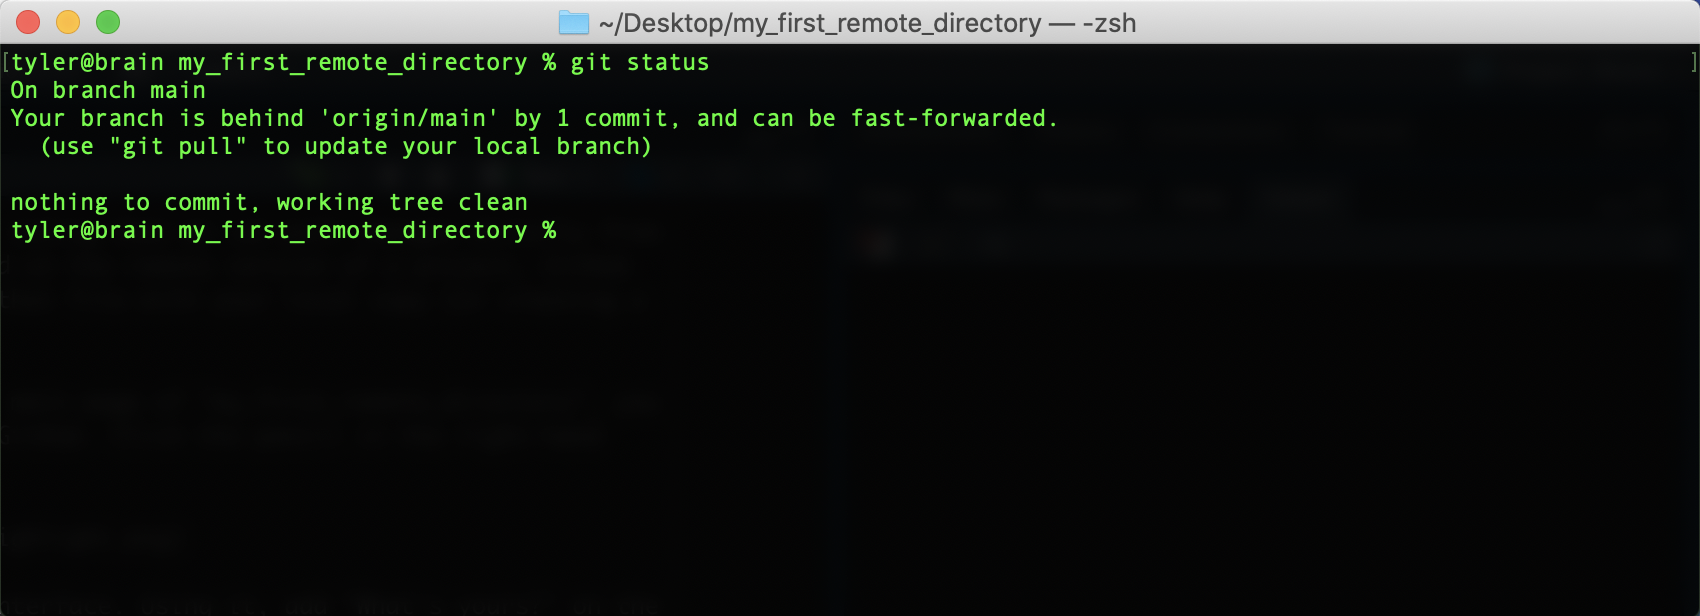 ~/Desktop/my_first_remote_directory — -zsh
[tyler@brain my_first_remote_directory % git status ]
On branch main
Your branch is behind 'origin/main' by 1 commit, and can be fast-forwarded.
(use "git pull" to update your local branch)
nothing to commit, working tree clean
tyler@brain my_first_remote_directory %